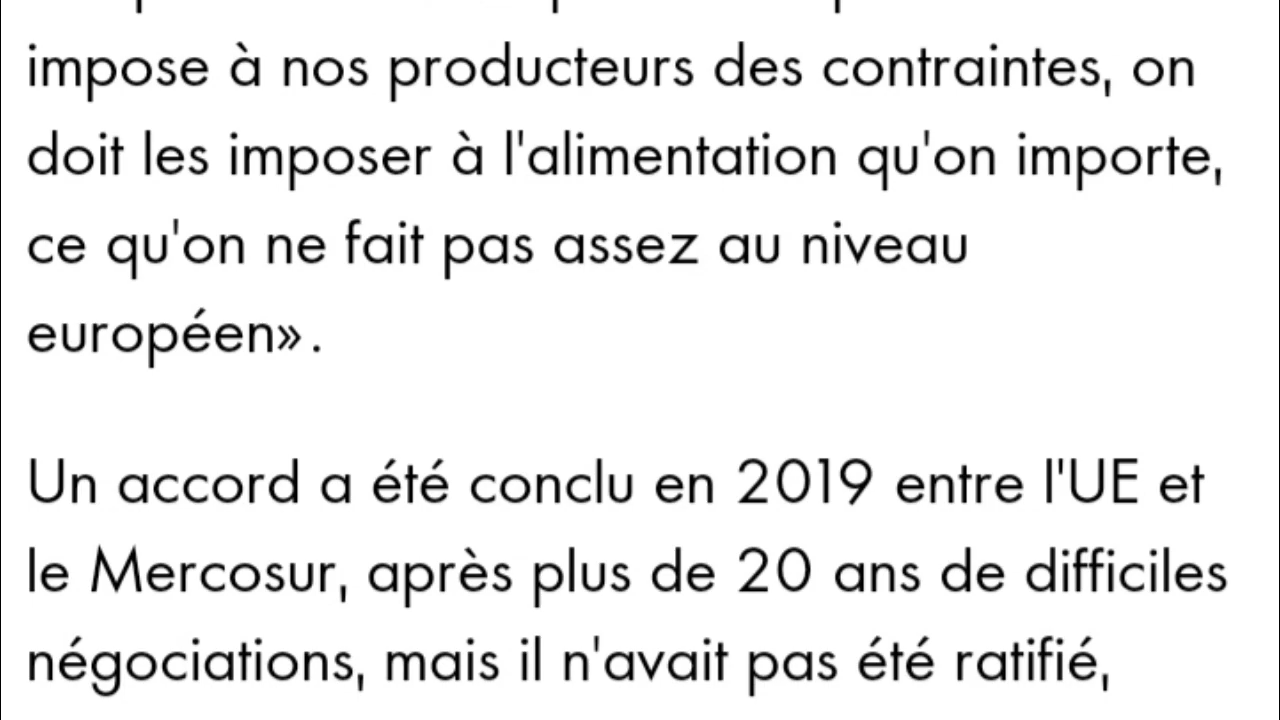 impose à nos producteurs des contraintes, on
doit les imposer à l'alimentation qu'on importe,
ce qu'on ne fait pas assez au niveau
européen» .
Un accord a été conclu en 2019 entre l'UE et
le Mercosur, après plus de 20 ans de difficiles
négociations, mais il n'avait pas été ratifié,